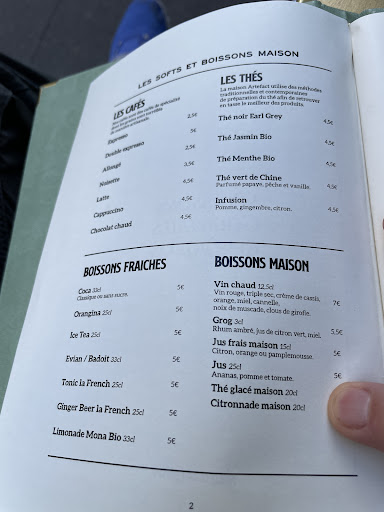 LES SOFTS ET BOISSONS MAISON
LES CAFÉS
Espresso 2,5€
Double expresso 5€
Allongé 2,5€
Noisette 3,5€
Latte 4,5€
Cappuccino 4,5€
Chocolat chaud 4,5€
LES THÉS
La maison Artefact utilise des méthodes
traditionnelles et contemporaines
de préparation du thé afin de retrouver
en tasse le meilleur des produits.
Thé noir Earl Grey 4,5€
Thé Jasmin Bio 4,5€
Thé Menthe Bio 4,5€
Thé vert de Chine 4,5€
Parfumé papaye, pêche et vanille.
Infusion 4,5€
Pomme, gingembre, citron.
BOISSONS FRAICHES
Coca 33cl 5€
Classique ou sans sucre.
Orangina 25cl 5€
Ice Tea 25cl 5€
Evian / Badoit 33cl 5€
Tonic la French 25cl 5€
Ginger Beer la French 25cl 5€
Limonade Mona Bio 33cl 5€
BOISSONS MAISON
Vin chaud 12,5cl
Vin rouge, triple sec, crème de cassis,
orange, miel, cannelle, 7€
noix de muscade, clous de girofle.
Grog 3cl
Rhum ambré, jus de citron vert, miel. 5,5€
Jus frais maison 15cl
Citron, orange ou pamplemousse. 5€
Jus 25cl
Ananas, pomme et tomate. 5€
Thé glacé maison 20cl
Citronnade maison 20cl
2